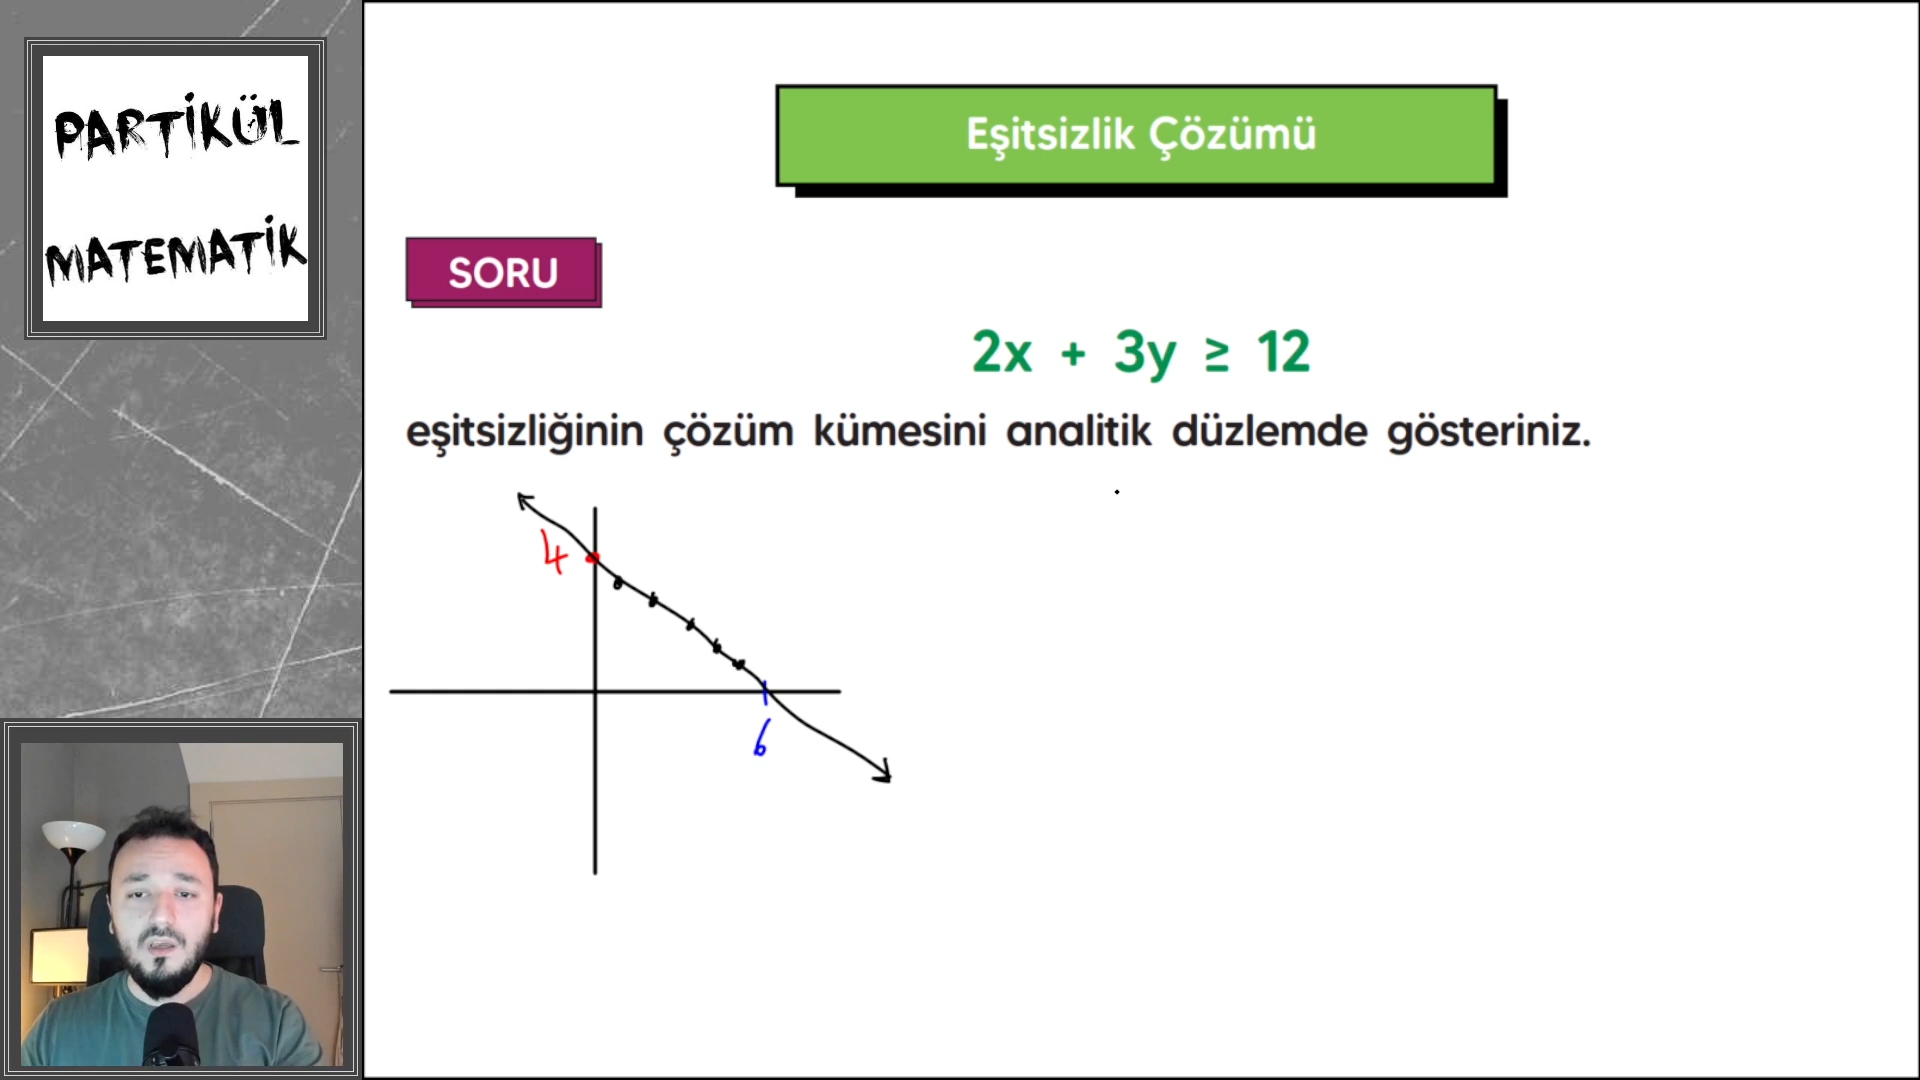 PARTİKÜL
MATEMATİK
Eşitsizlik Çözümü
SORU
2x + 3y ≥ 12
eşitsizliğinin çözüm kümesini analitik düzlemde gösteriniz.
4
6